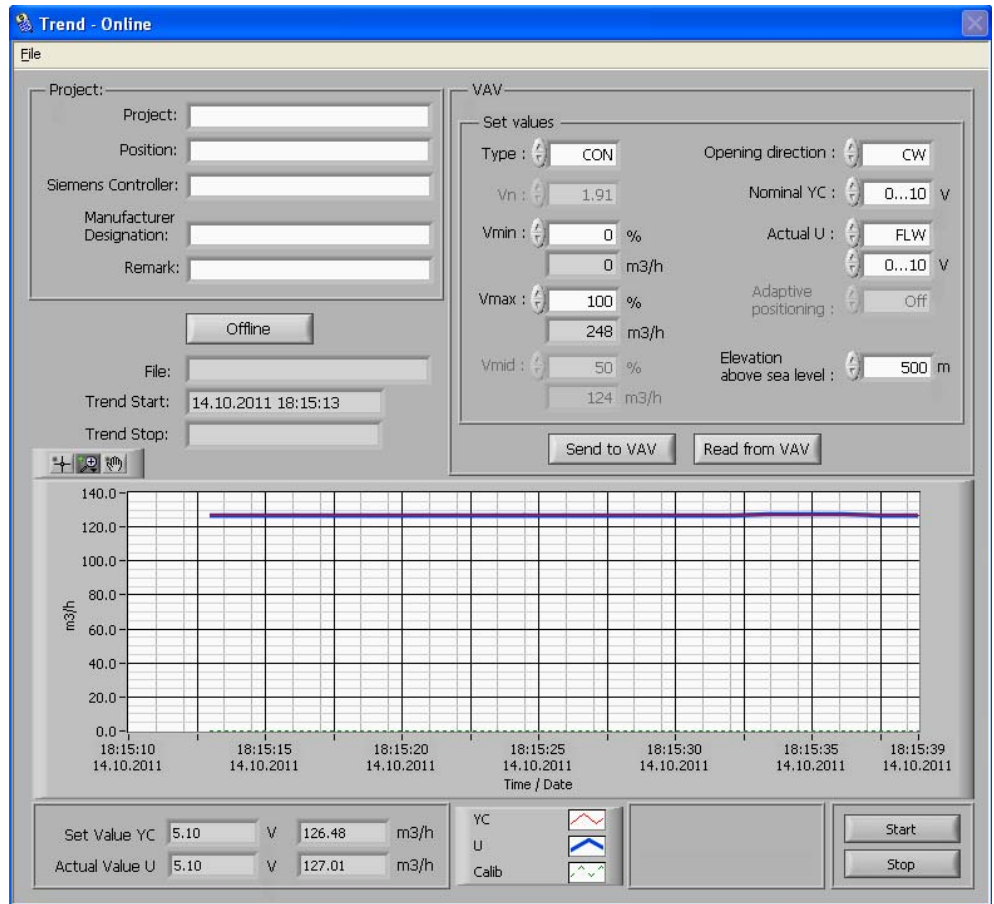 Trend - Online
File
Project:
Project:
Position:
Siemens Controller:
Manufacturer
Designation:
Remark:
Offline
File:
Trend Start: 14.10.2011 18:15:13
Trend Stop:
VAV
Set values
Type : CON
Vn : 1.91
Vmin : 0 %
0 m3/h
Vmax : 100 %
248 m3/h
Vmid : 50 %
124 m3/h
Opening direction : CW
Nominal YC : 0...10 V
Actual U : FLW
0...10 V
Adaptive
positioning : Off
Elevation
above sea level : 500 m
Send to VAV
Read from VAV
140.0
120.0
100.0
80.0
60.0
40.0
20.0
0.0
m3/h
18:15:10 18:15:15 18:15:20 18:15:25 18:15:30 18:15:35 18:15:39
14.10.2011 14.10.2011 14.10.2011 14.10.2011 14.10.2011 14.10.2011 14.10.2011
Time / Date
Set Value YC 5.10 V 126.48 m3/h
Actual Value U 5.10 V 127.01 m3/h
YC
U
Calib
Start
Stop